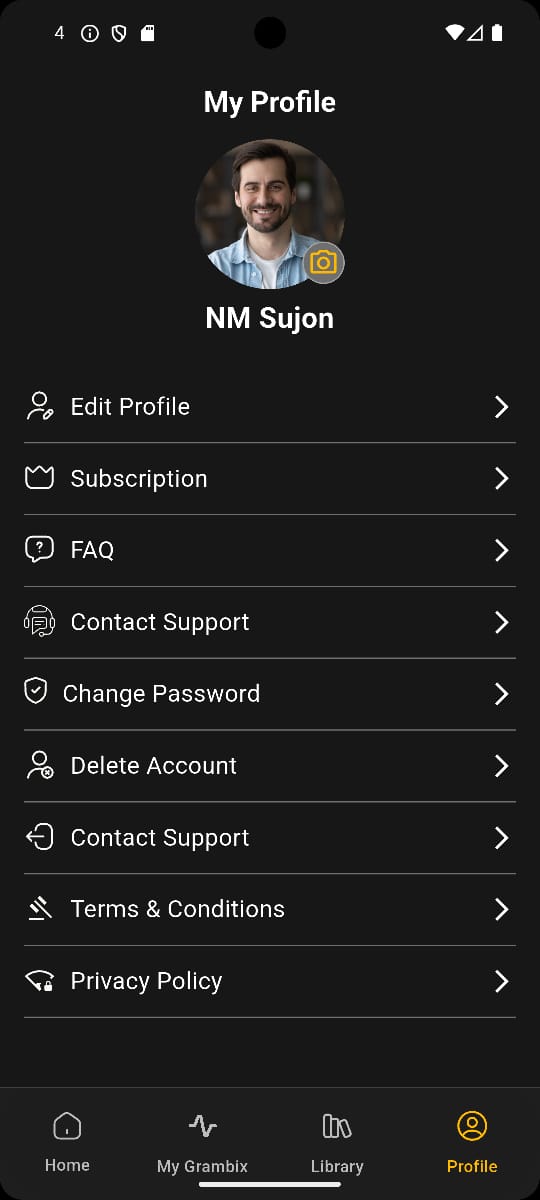 4
My Profile
NM Sujon
Edit Profile
Subscription
FAQ
Contact Support
Change Password
Delete Account
Contact Support
Terms & Conditions
Privacy Policy
Home
My Grambix
Library
Profile